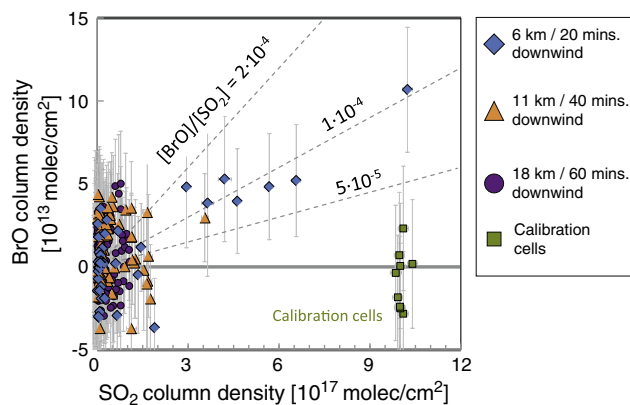 15
10
5
0
-5
BrO column density
[10¹³ molec/cm²]
[BrO]/[SO₂] = 2·10⁻⁴
1·10⁻⁴
5·10⁻⁵
Calibration cells
0 3 6 9 12
SO₂ column density [10¹⁷ molec/cm²]
6 km / 20 mins.
downwind
11 km / 40 mins.
downwind
18 km / 60 mins.
downwind
Calibration
cells